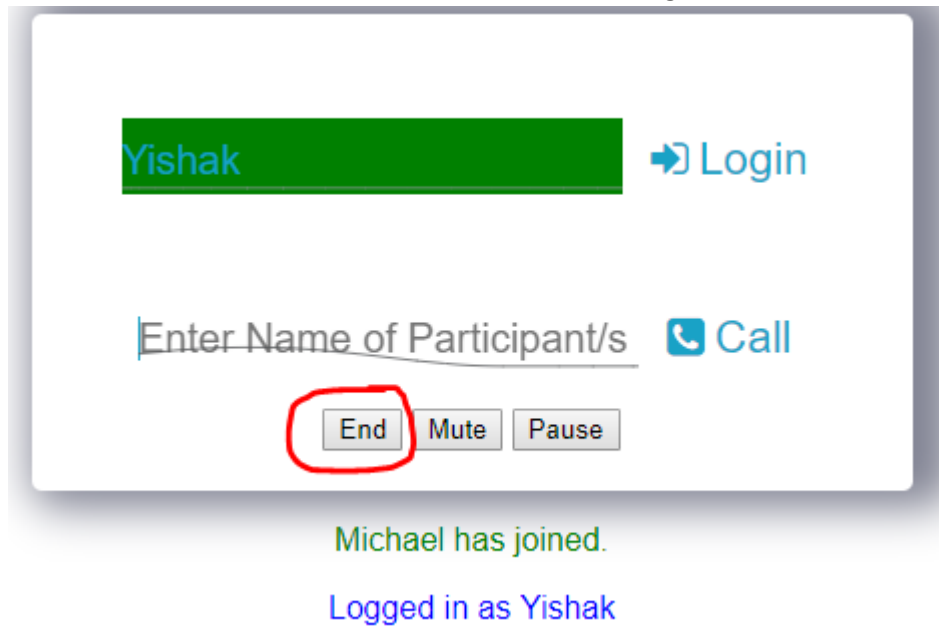 Yishak Login
Enter Name of Participant/s Call
End Mute Pause
Michael has joined.
Logged in as Yishak